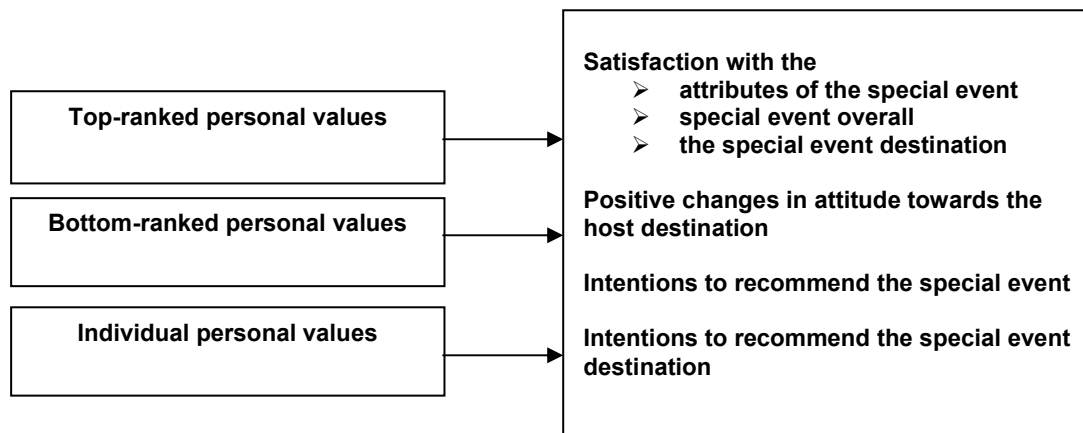 Top-ranked personal values
Bottom-ranked personal values
Individual personal values
Satisfaction with the
➢ attributes of the special event
➢ special event overall
➢ the special event destination
Positive changes in attitude towards the
host destination
Intentions to recommend the special event
Intentions to recommend the special event
destination